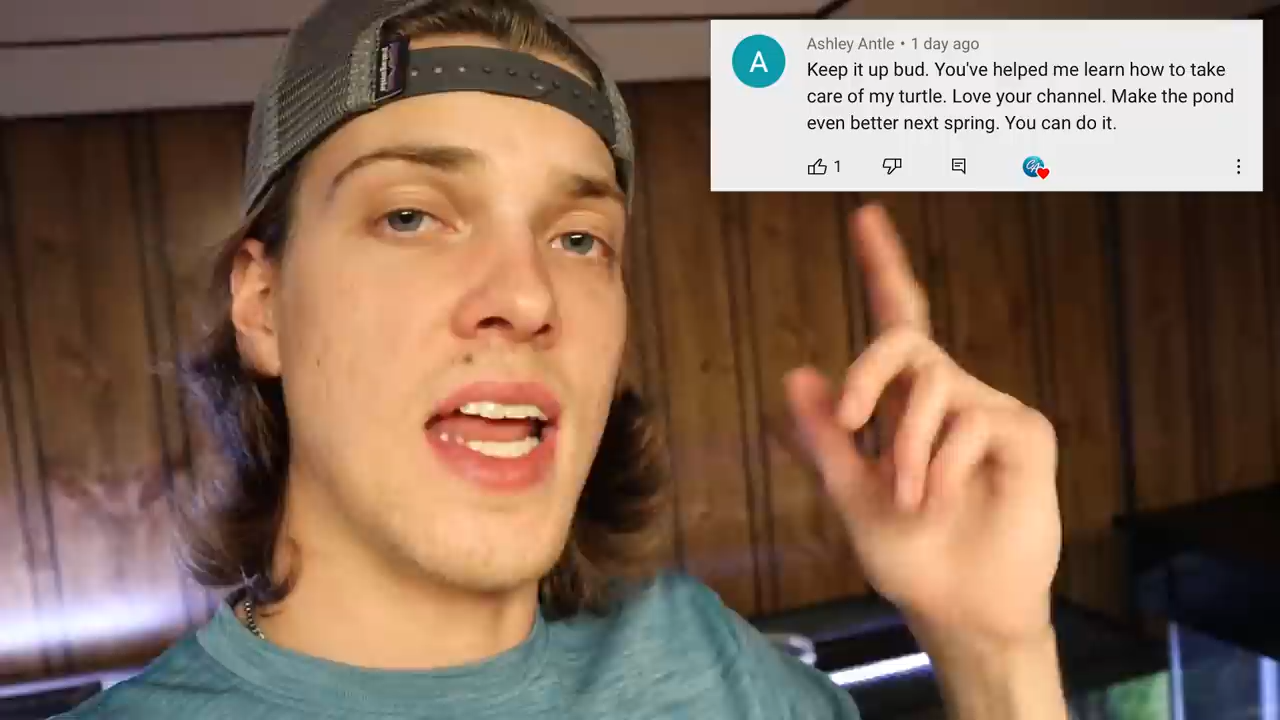 Ashley Antle • 1 day ago
A
Keep it up bud. You've helped me learn how to take
care of my turtle. Love your channel. Make the pond
even better next spring. You can do it.
1